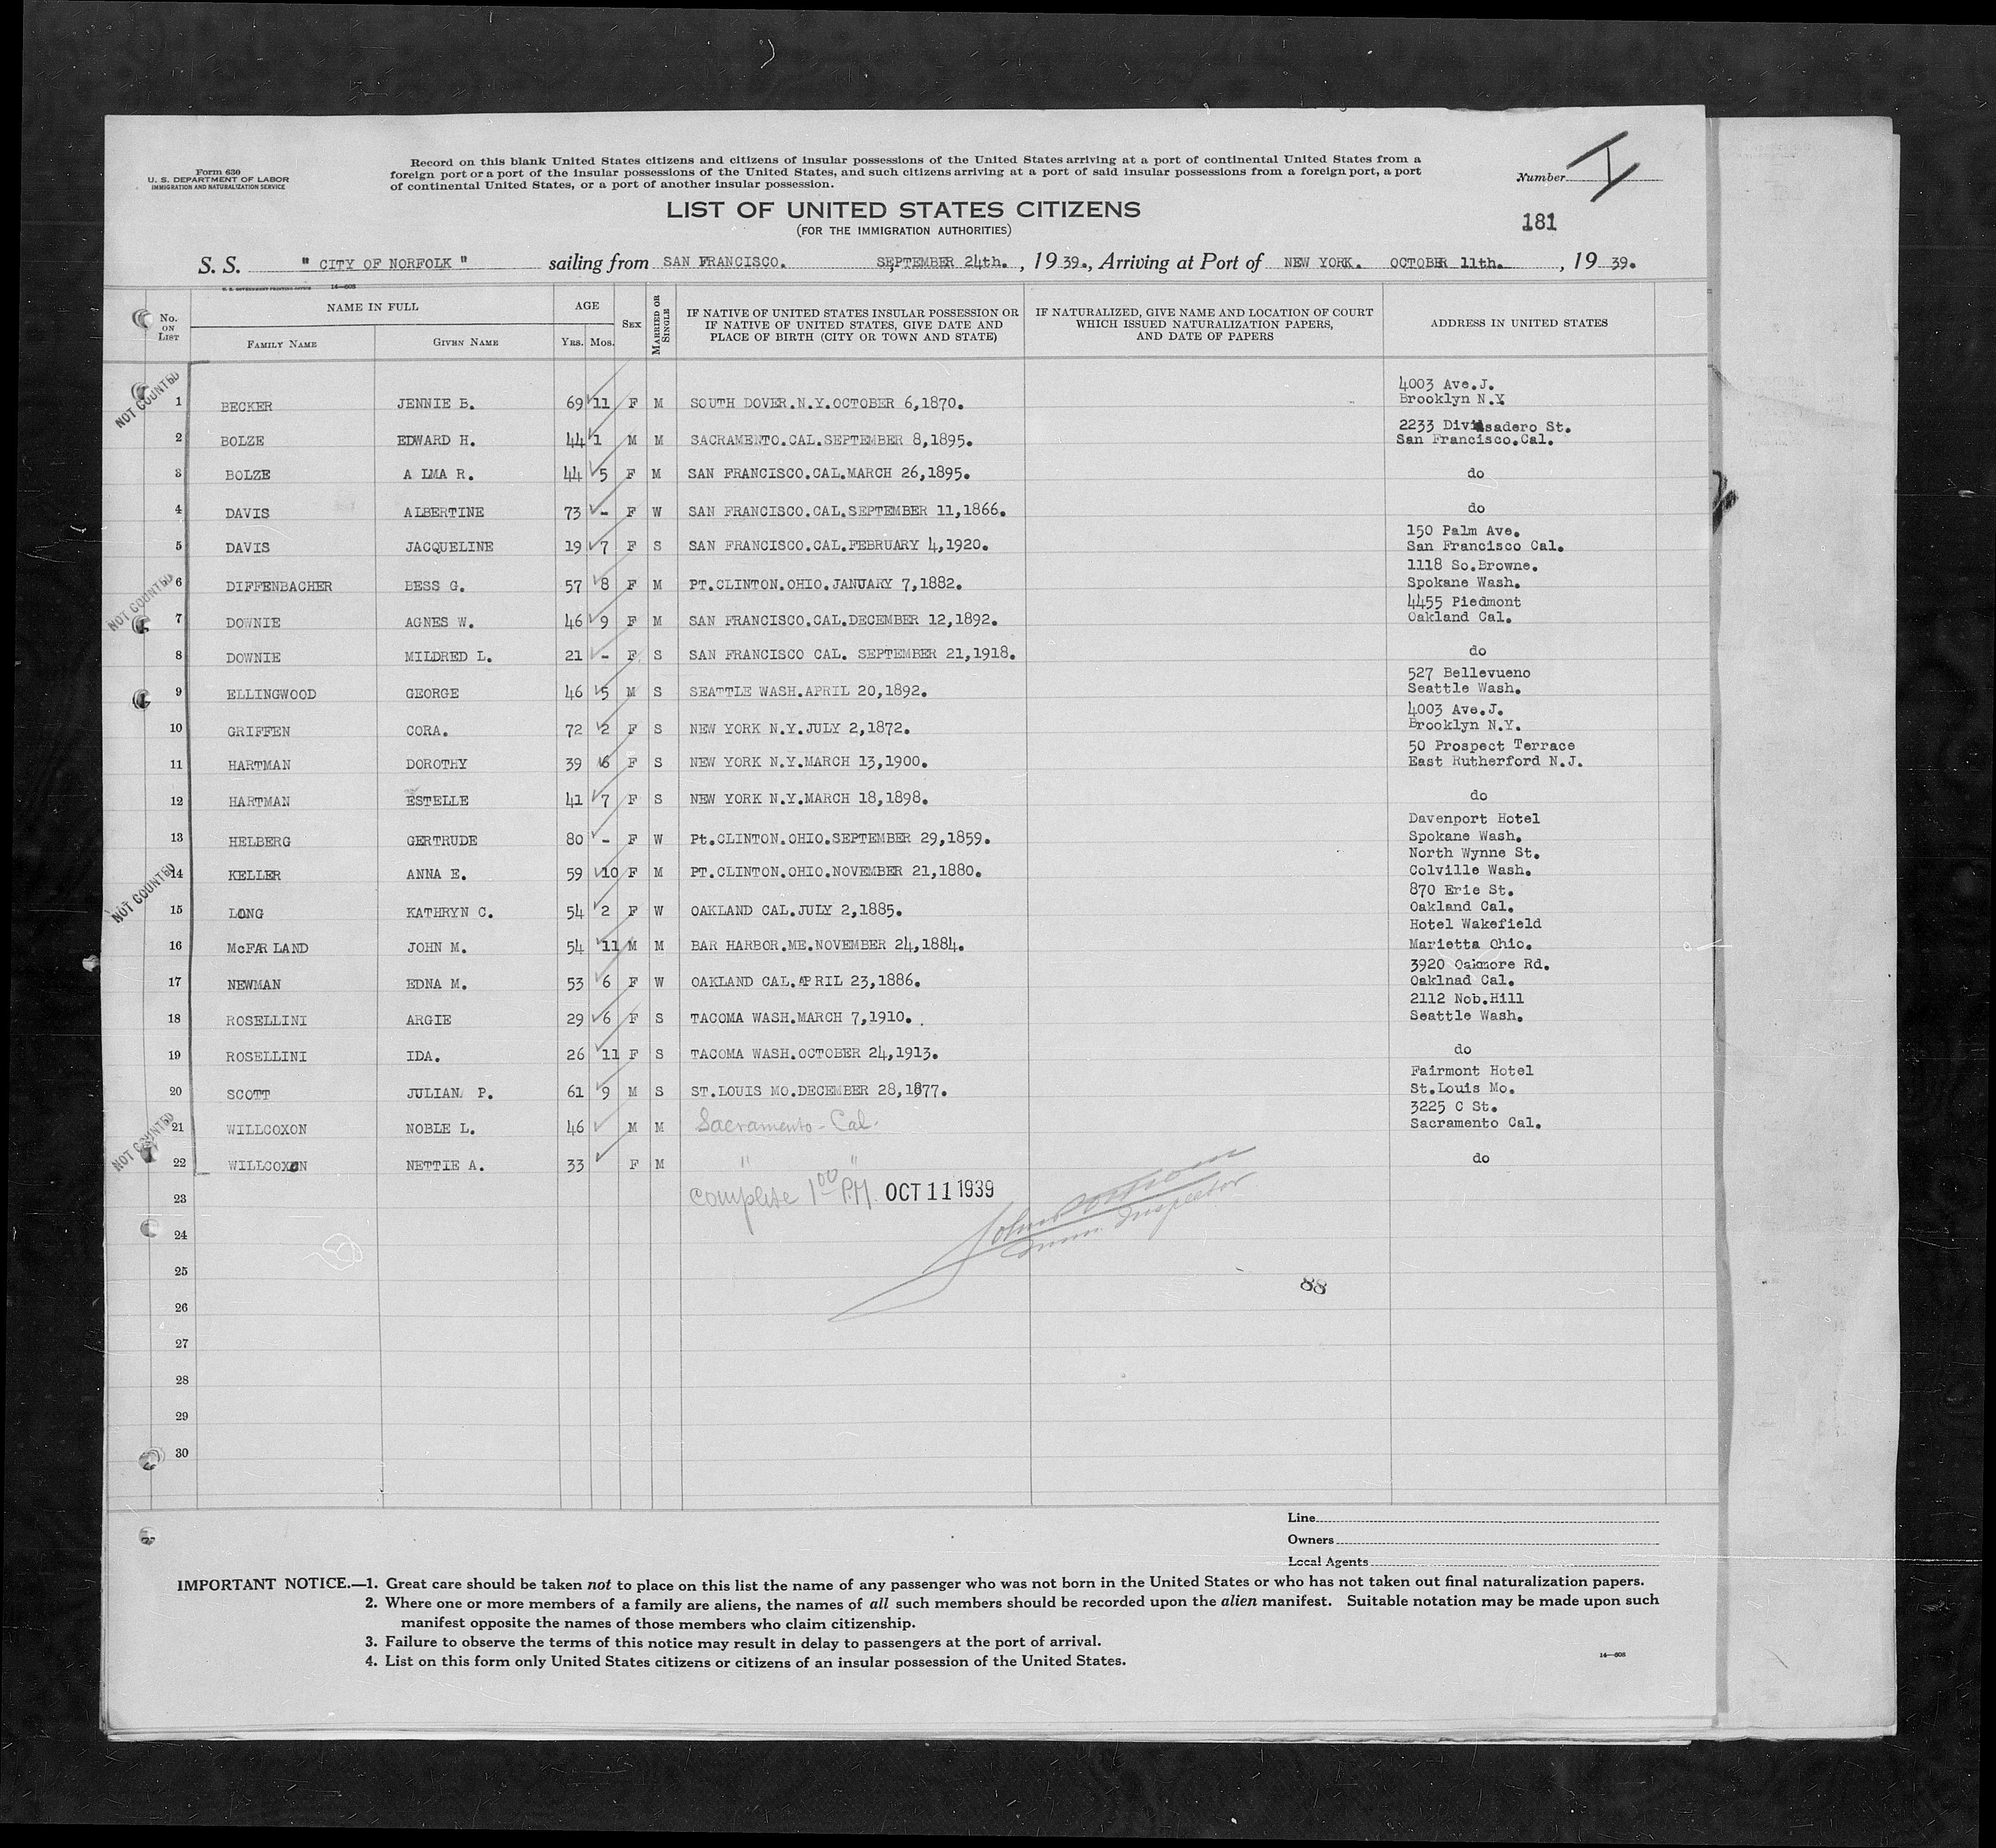 Form 630
U. S. DEPARTMENT OF LABOR
IMMIGRATION AND NATURALIZATION SERVICE
Record on this blank United States citizens and citizens of insular possessions of the United States arriving at a port of continental United States from a
foreign port or a port of the insular possessions of the United States, and such citizens arriving at a port of said insular possessions from a foreign port, a port
of continental United States, or a port of another insular possession.
Number I
LIST OF UNITED STATES CITIZENS
(FOR THE IMMIGRATION AUTHORITIES)
181
S. S. " CITY OF NORFOLK " sailing from SAN FRANCISCO. SEPTEMBER 24th. , 19 39., Arriving at Port of NEW YORK. OCTOBER 11th. , 19 39.
U. S. GOVERNMENT PRINTING OFFICE 14—608
No. ON LIST
NAME IN FULL
FAMILY NAME
GIVEN NAME
AGE
YRS. MOS.
SEX
MARRIED OR SINGLE
IF NATIVE OF UNITED STATES INSULAR POSSESSION OR
IF NATIVE OF UNITED STATES, GIVE DATE AND
PLACE OF BIRTH (CITY OR TOWN AND STATE)
IF NATURALIZED, GIVE NAME AND LOCATION OF COURT
WHICH ISSUED NATURALIZATION PAPERS,
AND DATE OF PAPERS
ADDRESS IN UNITED STATES
NOT COUNTED
4003 Ave.J.
1 BECKER JENNIE B. 69 11 F M SOUTH DOVER.N.Y.OCTOBER 6,1870. Brooklyn N.Y.
2233 Divisadero St.
2 BOLZE EDWARD H. 44 1 M M SACRAMENTO.CAL.SEPTEMBER 8,1895. San Francisco.Cal.
3 BOLZE A LMA R. 44 5 F M SAN FRANCISCO.CAL.MARCH 26,1895. do
4 DAVIS ALBERTINE 73 - F W SAN FRANCISCO.CAL.SEPTEMBER 11,1866. do
150 Palm Ave.
5 DAVIS JACQUELINE 19 7 F S SAN FRANCISCO.CAL.FEBRUARY 4,1920. San Francisco Cal.
NOT COUNTED
1118 So.Browne.
6 DIFFENBACHER BESS G. 57 8 F M PT.CLINTON.OHIO.JANUARY 7,1882. Spokane Wash.
4455 Piedmont
7 DOWNIE AGNES W. 46 9 F M SAN FRANCISCO.CAL.DECEMBER 12,1892. Oakland Cal.
8 DOWNIE MILDRED L. 21 - F S SAN FRANCISCO CAL. SEPTEMBER 21,1918. do
527 Bellevueno
9 ELLINGWOOD GEORGE 46 5 M S SEATTLE WASH.APRIL 20,1892. Seattle Wash.
4003 Ave.J.
10 GRIFFEN CORA. 72 2 F S NEW YORK N.Y.JULY 2,1872. Brooklyn N.Y.
50 Prospect Terrace
11 HARTMAN DOROTHY 39 6 F S NEW YORK N.Y.MARCH 13,1900. East Rutherford N.J.
12 HARTMAN ESTELLE 41 7 F S NEW YORK N.Y.MARCH 18,1898. do
Davenport Hotel
13 HELBERG GERTRUDE 80 - F W Pt.CLINTON.OHIO.SEPTEMBER 29,1859. Spokane Wash.
NOT COUNTED
North Wynne St.
14 KELLER ANNA E. 59 10 F M PT.CLINTON.OHIO.NOVEMBER 21,1880. Colville Wash.
870 Erie St.
15 LONG KATHRYN C. 54 2 F W OAKLAND CAL.JULY 2,1885. Oakland Cal.
Hotel Wakefield
16 McFAR LAND JOHN M. 54 11 M M BAR HARBOR.ME.NOVEMBER 24,1884. Marietta Ohio.
3920 Oakmore Rd.
17 NEWMAN EDNA M. 53 6 F W OAKLAND CAL.APRIL 23,1886. Oaklnad Cal.
2112 Nob.Hill
18 ROSELLINI ARGIE 29 6 F S TACOMA WASH.MARCH 7,1910. Seattle Wash.
19 ROSELLINI IDA. 26 11 F S TACOMA WASH.OCTOBER 24,1913. do
Fairmont Hotel
20 SCOTT JULIAN P. 61 9 M S ST.LOUIS MO.DECEMBER 28,1877. St.Louis Mo.
NOT COUNTED
3225 C St.
21 WILLCOXON NOBLE L. 46 M M Sacramento - Cal. Sacramento Cal.
22 WILLCOXON NETTIE A. 33 F M " " do
23 complete 1 00 P.M. OCT 11 1939
John
Imm. Inspector
24
25
88
26
27
28
29
30
Line
Owners
Local Agents
IMPORTANT NOTICE.—1. Great care should be taken not to place on this list the name of any passenger who was not born in the United States or who has not taken out final naturalization papers.
2. Where one or more members of a family are aliens, the names of all such members should be recorded upon the alien manifest. Suitable notation may be made upon such
manifest opposite the names of those members who claim citizenship.
3. Failure to observe the terms of this notice may result in delay to passengers at the port of arrival.
4. List on this form only United States citizens or citizens of an insular possession of the United States.
14—608